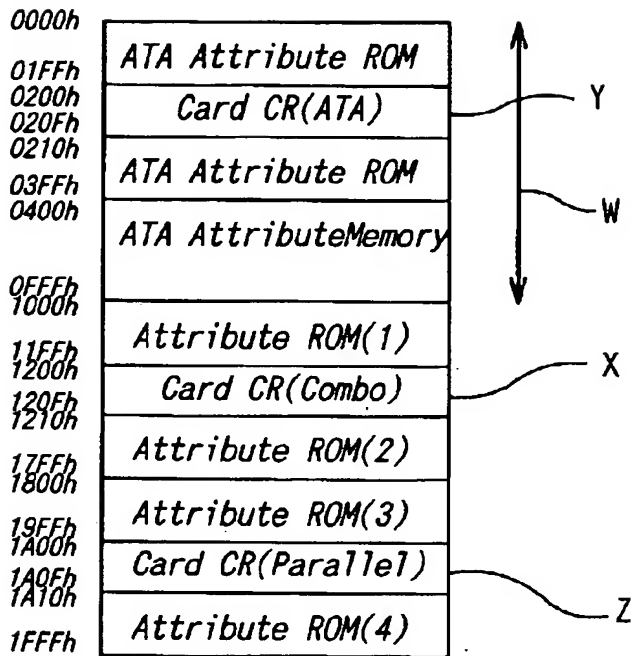 0000h
ATA Attribute ROM
01FFh
0200h
Card CR(ATA)
Y
020Fh
0210h
ATA Attribute ROM
03FFh
W
0400h
ATA AttributeMemory
0FFFh
1000h
Attribute ROM(1)
11FFh
1200h
X
Card CR(Combo)
120Fh
1210h
Attribute ROM(2)
17FFh
1800h
Attribute ROM(3)
19FFh
1A00h
Card CR(Parallel)
1A0Fh
1A10h
Z
Attribute ROM(4)
1FFFh